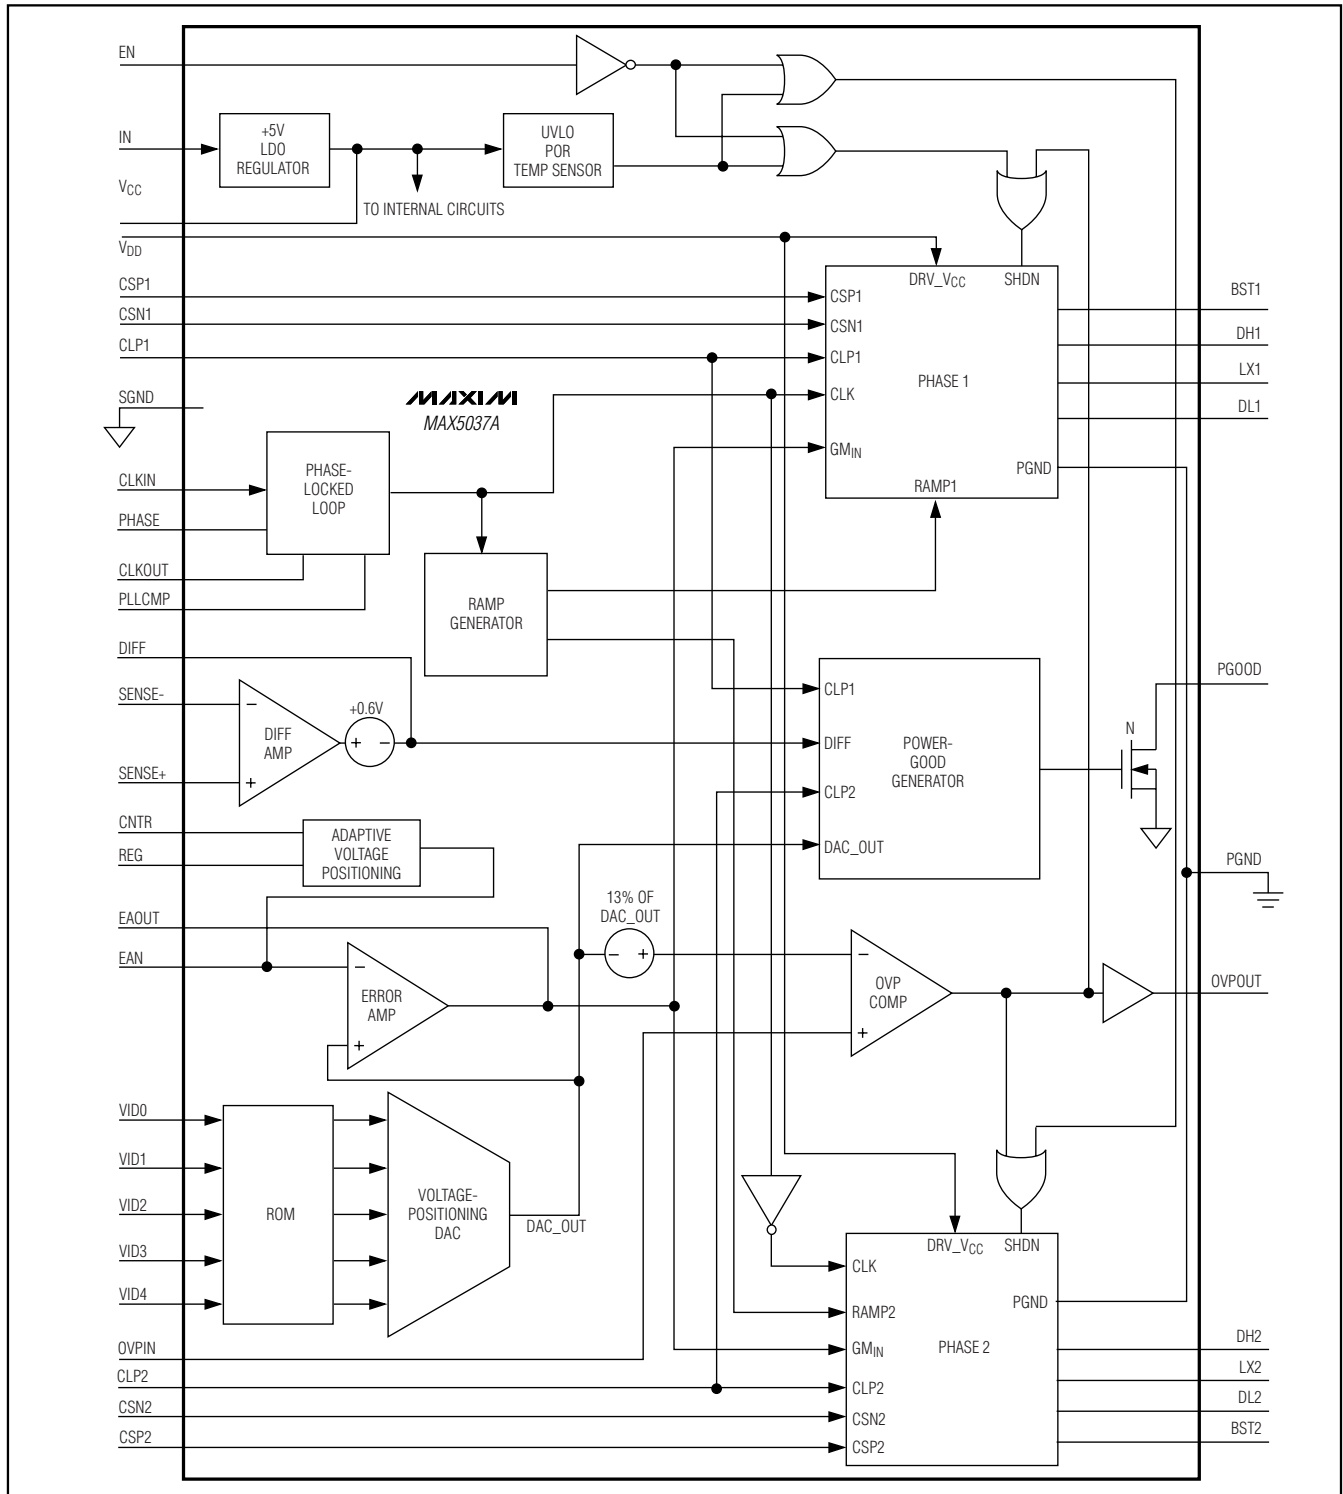 EN
IN
+5V
LDO
REGULATOR
UVLO
POR
TEMP SENSOR
VCC
TO INTERNAL CIRCUITS
VDD
CSP1
CSN1
CLP1
SGND
MAXIM
MAX5037A
DRV_VCC
SHDN
CSP1
CSN1
CLP1
CLK
GMIN
PHASE 1
PGND
RAMP1
BST1
DH1
LX1
DL1
CLKIN
PHASE
CLKOUT
PLLCMP
PHASE-
LOCKED
LOOP
RAMP
GENERATOR
DIFF
SENSE-
SENSE+
−
DIFF
AMP
+
+0.6V
+ −
CLP1
DIFF
CLP2
DAC_OUT
POWER-
GOOD
GENERATOR
N
PGOOD
PGND
CNTR
REG
ADAPTIVE
VOLTAGE
POSITIONING
EAOUT
EAN
−
ERROR
AMP
+
13% OF
DAC_OUT
− +
−
OVP
COMP
+
OVPOUT
VID0
VID1
VID2
VID3
VID4
ROM
VOLTAGE-
POSITIONING
DAC
DAC_OUT
OVPIN
CLP2
CSN2
CSP2
DRV_VCC
SHDN
CLK
RAMP2
GMIN
CLP2
CSN2
CSP2
PHASE 2
PGND
DH2
LX2
DL2
BST2